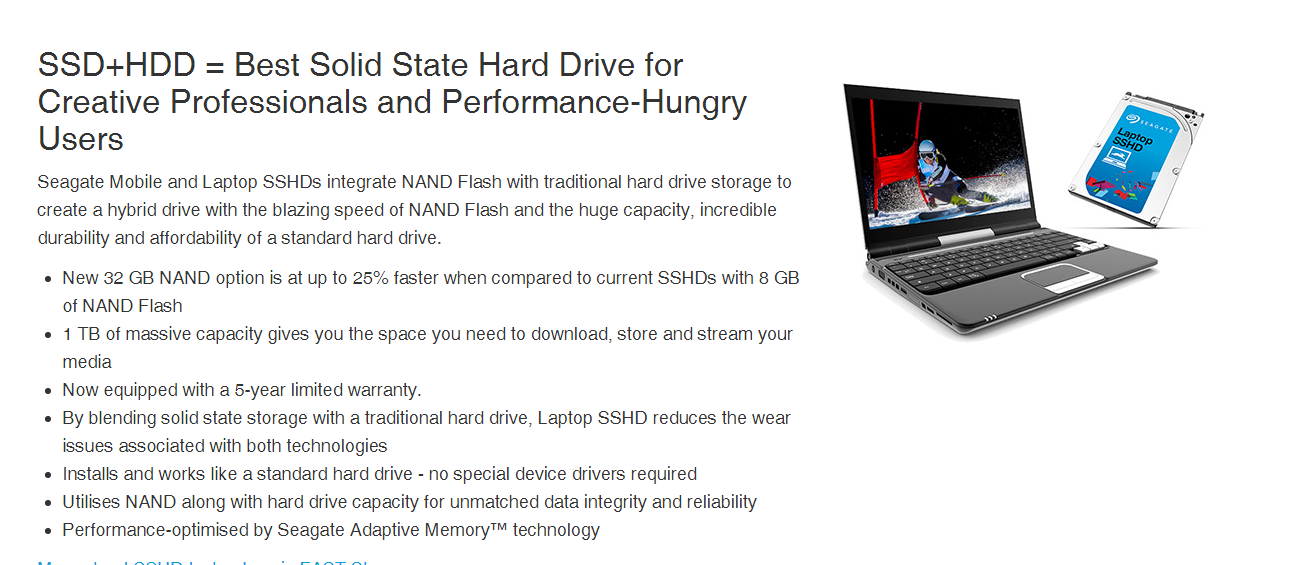 SSD+HDD = Best Solid State Hard Drive for
Creative Professionals and Performance-Hungry
Users
Seagate Mobile and Laptop SSHDs integrate NAND Flash with traditional hard drive storage to
create a hybrid drive with the blazing speed of NAND Flash and the huge capacity, incredible
durability and affordability of a standard hard drive.
New 32 GB NAND option is at up to 25% faster when compared to current SSHDs with 8 GB
of NAND Flash
1 TB of massive capacity gives you the space you need to download, store and stream your
media
Now equipped with a 5-year limited warranty.
By blending solid state storage with a traditional hard drive, Laptop SSHD reduces the wear
issues associated with both technologies
Installs and works like a standard hard drive - no special device drivers required
Utilises NAND along with hard drive capacity for unmatched data integrity and reliability
Performance-optimised by Seagate Adaptive Memory™ technology
SEAGATE
Laptop
SSHD